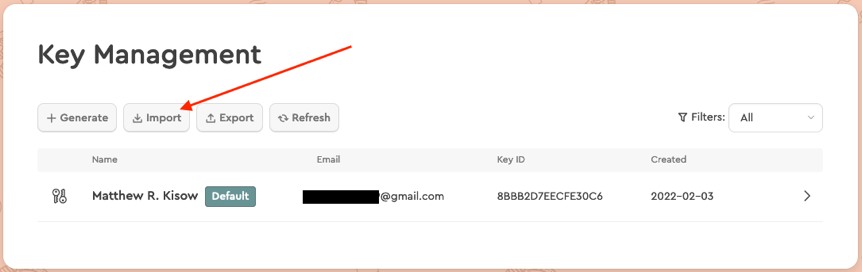 Key Management
Generate Import Export Refresh Filters: All
Name Email Key ID Created
Matthew R. Kisow Default @gmail.com 8BBB2D7EECFE30C6 2022-02-03